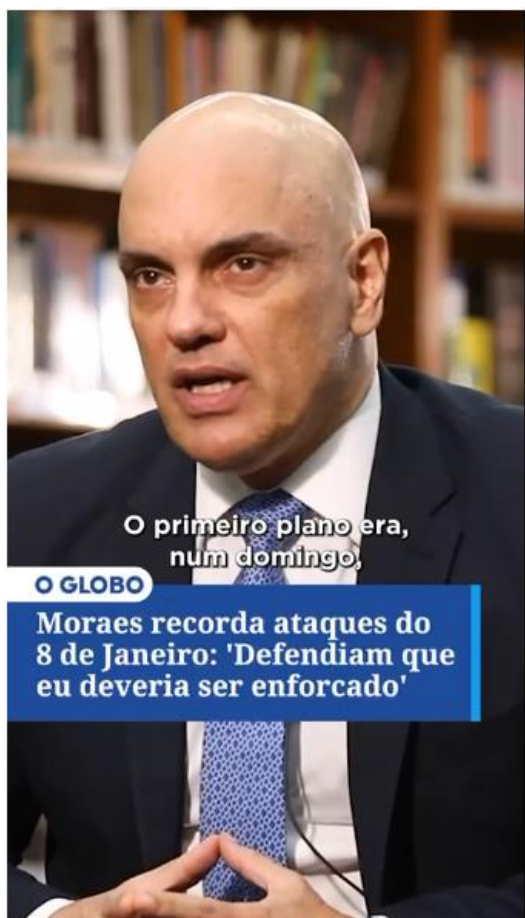 O primeiro plano era,
num domingo,
O GLOBO
Moraes recorda ataques do
8 de Janeiro: 'Defendiam que
eu deveria ser enforcado'